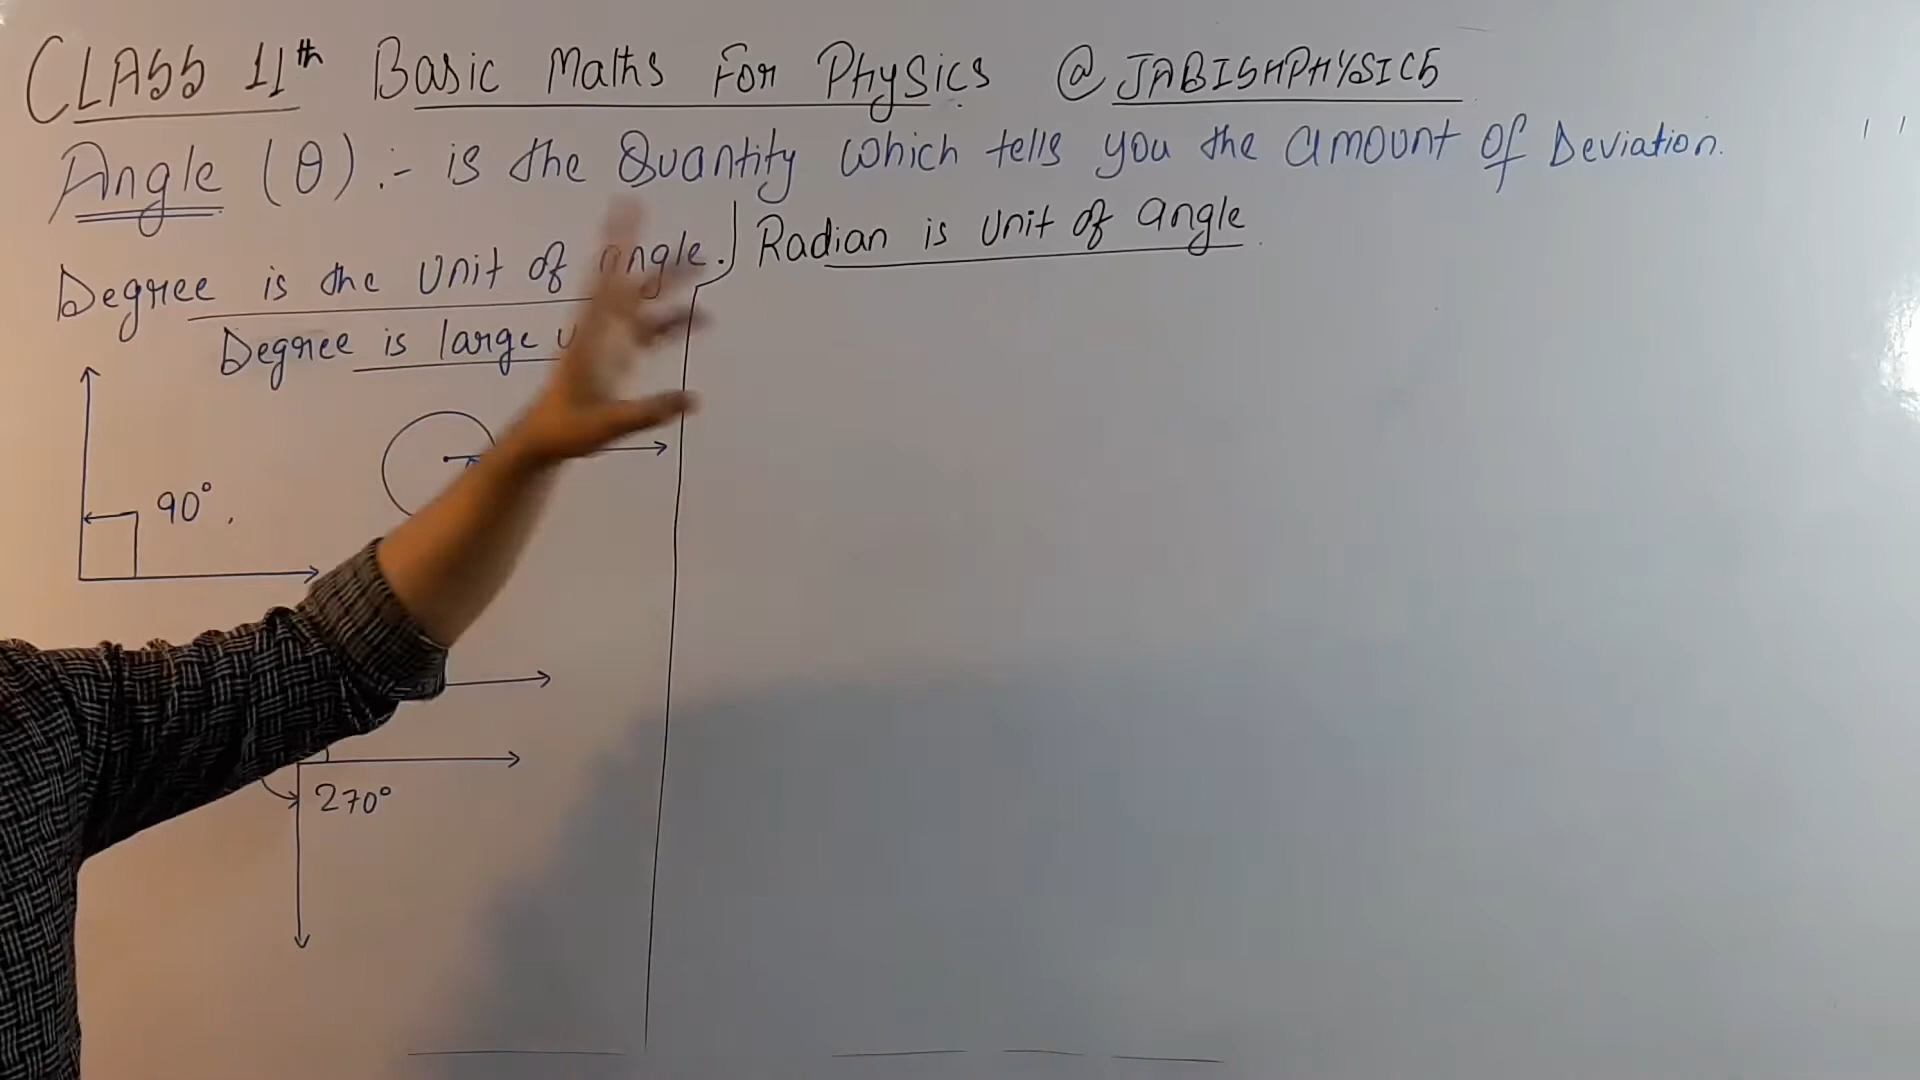 CLASS 11th Basic Maths For Physics @JABISHPHYSICS
Angle (θ) :- is the Quantity which tells you the amount of Deviation.
Degree is the unit of angle.
Degree is large
90°
270°
Radian is unit of angle